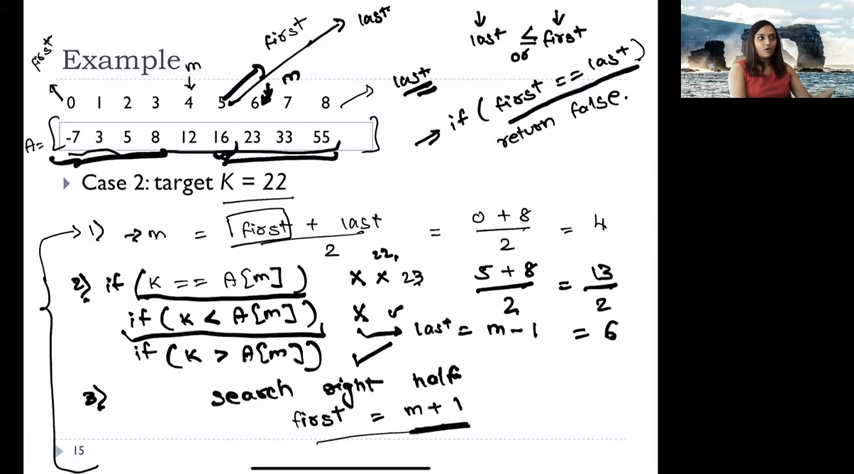 first
last
last ≤ first
or
first
Example
m
m
last
if (first == last)
return false.
0 1 2 3 4 5 6 7 8
A= [ -7 3 5 8 12 16 23 33 55 ]
Case 2: target K = 22
1) → m = first + last / 2 = 0 + 8 / 2 = 4
2) if (K == A[m]) x x 22, 23 5 + 8 / 2 = 13 / 2 = 6
if (K < A[m]) x ✓ → last = m - 1
if (K > A[m]) ✓
3) search right half
first = m + 1
15